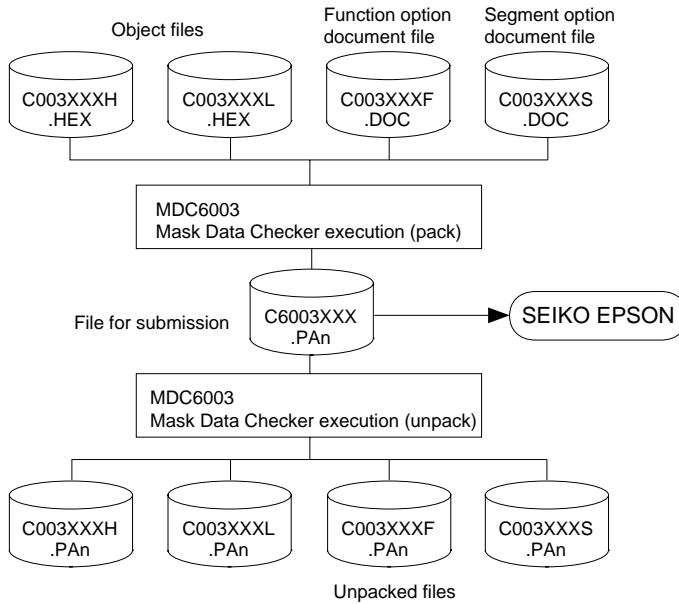 Object files
Function option
document file
Segment option
document file
C003XXXH
.HEX
C003XXXL
.HEX
C003XXXF
.DOC
C003XXXS
.DOC
MDC6003
Mask Data Checker execution (pack)
File for submission
C6003XXX
.PAn
SEIKO EPSON
MDC6003
Mask Data Checker execution (unpack)
C003XXXH
.PAn
C003XXXL
.PAn
C003XXXF
.PAn
C003XXXS
.PAn
Unpacked files